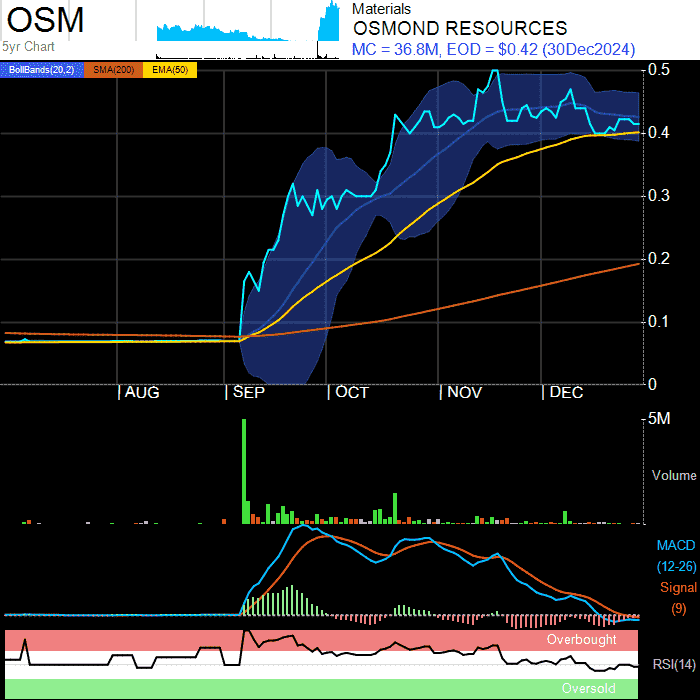 OSM
5yr Chart
Materials
OSMOND RESOURCES
MC = 36.8M, EOD = $0.42 (30Dec2024)
BollBands(20,2) SMA(200) EMA(50)
0.5
0.4
0.3
0.2
0.1
0
AUG SEP OCT NOV DEC
5M
Volume
MACD
(12-26)
Signal
(9)
Overbought
RSI(14)
Oversold